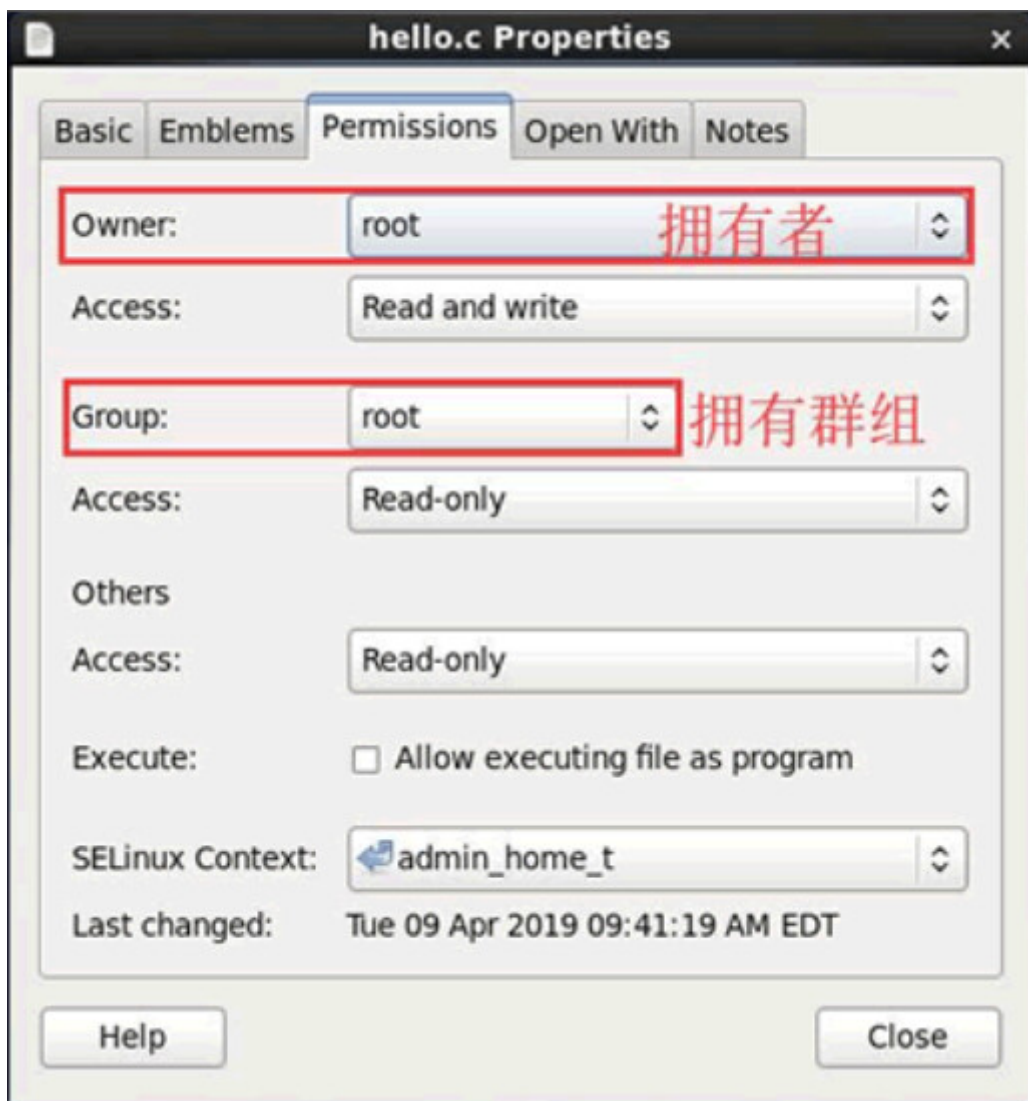 hello.c Properties
Basic Emblems Permissions Open With Notes
Owner: root 拥有者
Access: Read and write
Group: root 拥有群组
Access: Read-only
Others
Access: Read-only
Execute: Allow executing file as program
SELinux Context: admin_home_t
Last changed: Tue 09 Apr 2019 09:41:19 AM EDT
Help Close